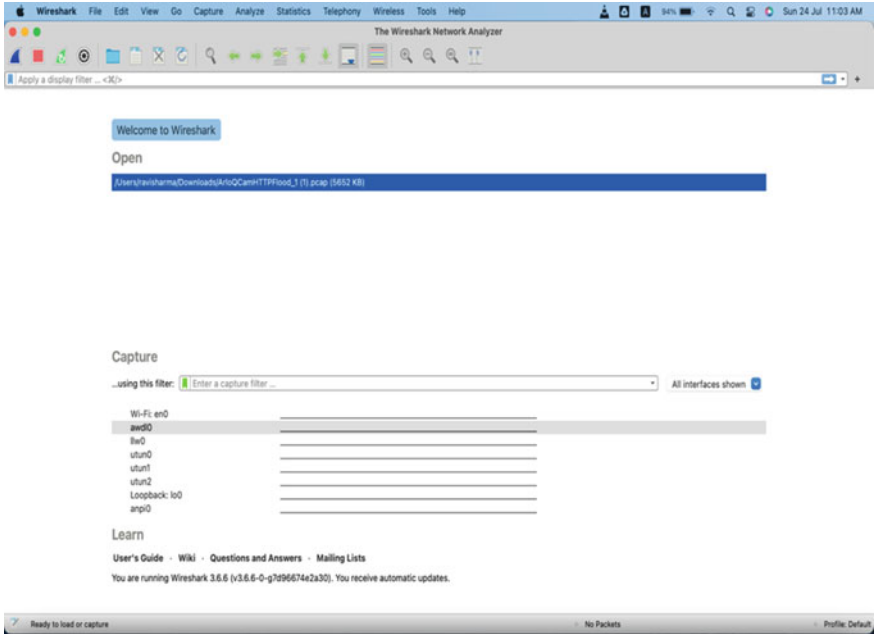 Wireshark File Edit View Go Capture Analyze Statistics Telephony Wireless Tools Help A 94% Sun 24 Jul 11:03 AM
The Wireshark Network Analyzer
Apply a display filter ... <⌘/>
Welcome to Wireshark
Open
/Users/ravisharma/Downloads/ArloQCamHTTPFlood_1 (1).pcap (5652 KB)
Capture
...using this filter: Enter a capture filter ... All interfaces shown
Wi-Fi: en0
awdl0
llw0
utun0
utun1
utun2
Loopback: lo0
anpi0
Learn
User's Guide · Wiki · Questions and Answers · Mailing Lists
You are running Wireshark 3.6.6 (v3.6.6-0-g7d96674e2a30). You receive automatic updates.
Ready to load or capture No Packets Profile: Default